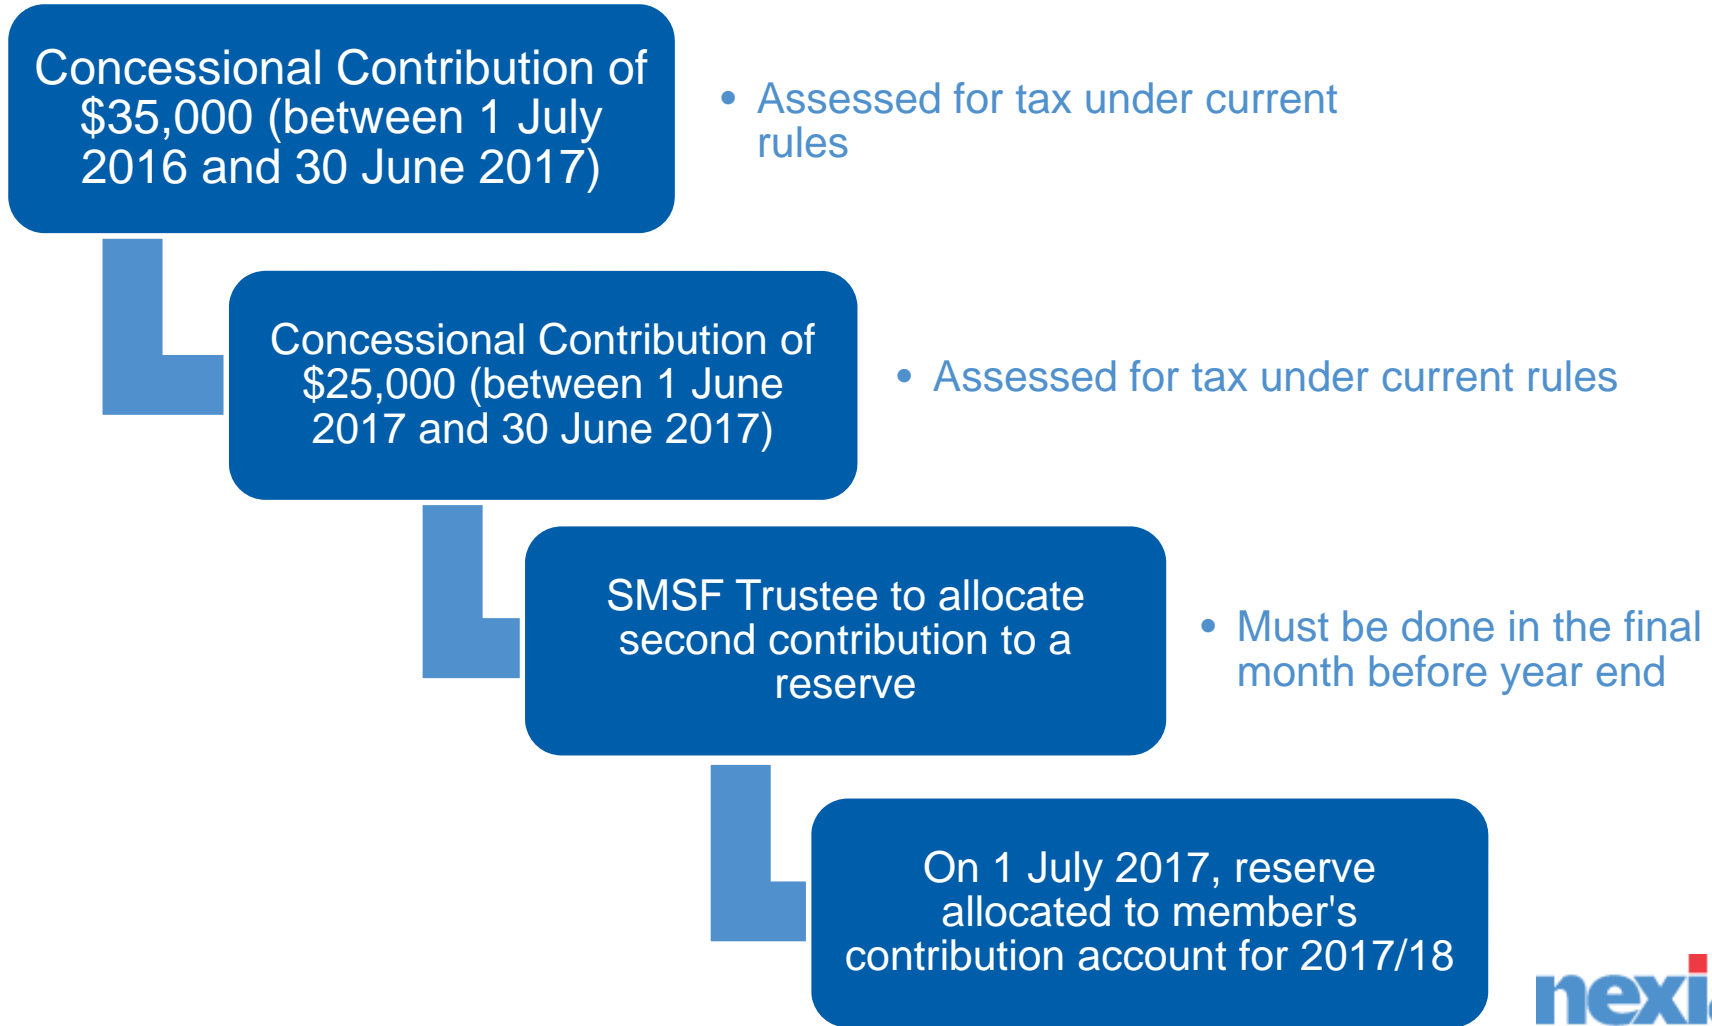 Concessional Contribution of
$35,000 (between 1 July
2016 and 30 June 2017)
• Assessed for tax under current
rules
Concessional Contribution of
$25,000 (between 1 June
2017 and 30 June 2017)
• Assessed for tax under current rules
SMSF Trustee to allocate
second contribution to a
reserve
• Must be done in the final
month before year end
On 1 July 2017, reserve
allocated to member's
contribution account for 2017/18
nexia